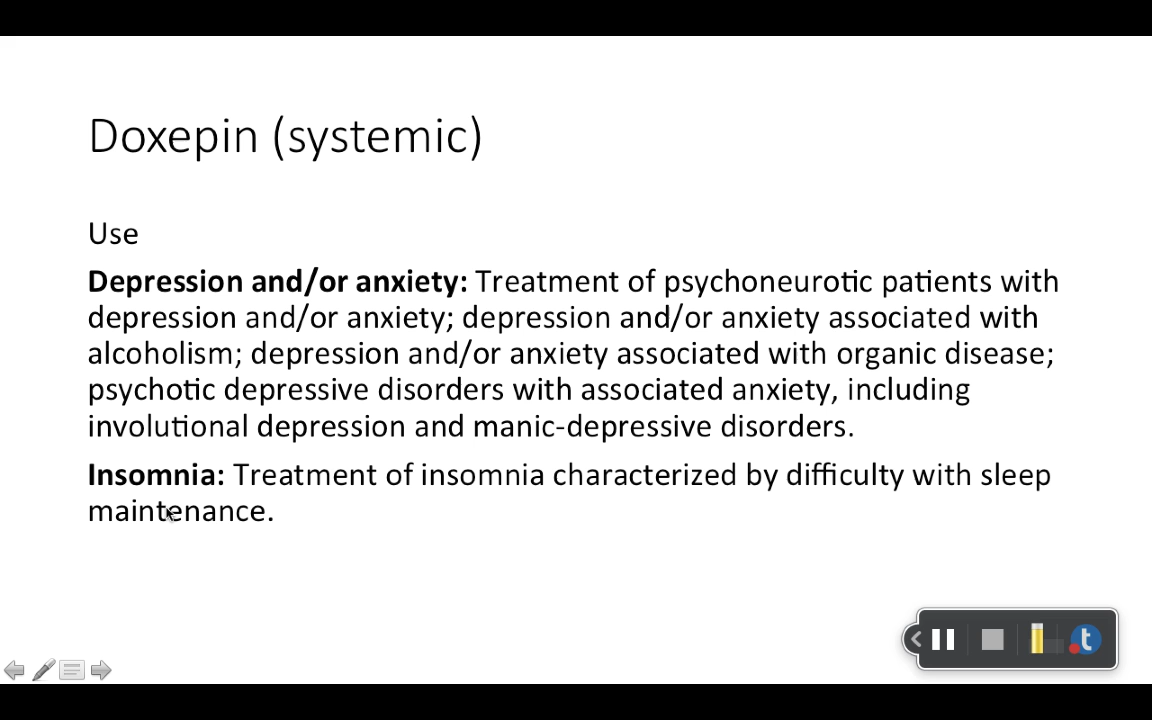 Doxepin (systemic)
Use
Depression and/or anxiety: Treatment of psychoneurotic patients with
depression and/or anxiety; depression and/or anxiety associated with
alcoholism; depression and/or anxiety associated with organic disease;
psychotic depressive disorders with associated anxiety, including
involutional depression and manic-depressive disorders.
Insomnia: Treatment of insomnia characterized by difficulty with sleep
maintenance.
t